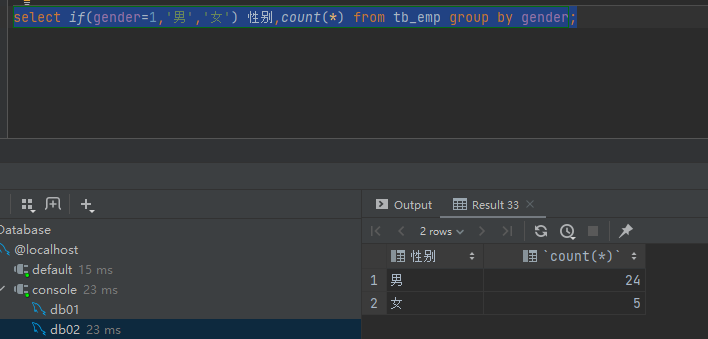 select if(gender=1,'男','女') 性别,count(*) from tb_emp group by gender;
Output
Result 33
2 rows
Database
@localhost
default 15 ms
console 23 ms
db01
db02 23 ms
性别 `count(*)`
1 男 24
2 女 5